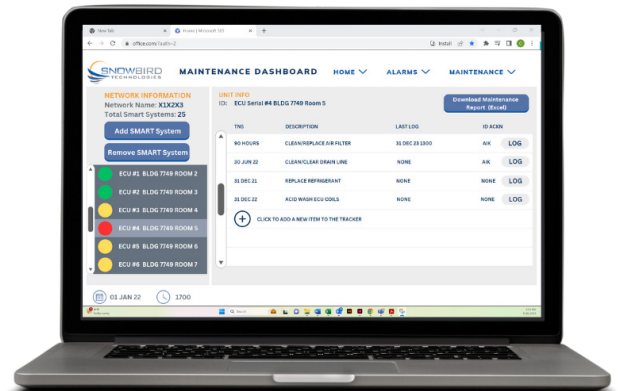 New Tab
Home | Microsoft 365
office.com/?auth=2
Install
SNOWBIRD
TECHNOLOGIES
MAINTENANCE DASHBOARD
HOME
ALARMS
MAINTENANCE
NETWORK INFORMATION
Network Name: X1X2X3
Total Smart Systems: 25
Add SMART System
Remove SMART System
ECU #1 BLDG 7749 ROOM 2
ECU #2 BLDG 7749 ROOM 3
ECU #3 BLDG 7749 ROOM 4
ECU #4 BLDG 7749 ROOM 5
ECU #5 BLDG 7749 ROOM 6
ECU #6 BLDG 7749 ROOM 7
UNIT INFO
ID: ECU Serial #4 BLDG 7749 Room 5
Download Maintenance
Report (Excel)
TNS DESCRIPTION LAST LOG ID ACKN
90 HOURS CLEAN/REPLACE AIR FILTER 31 DEC 23 1300 AIK LOG
30 JUN 22 CLEAN/CLEAR DRAIN LINE NONE AIK LOG
31 DEC 21 REPLACE REFRIGERANT NONE NONE LOG
31 DEC 22 ACID WASH ECU COILS NONE NONE LOG
CLICK TO ADD A NEW ITEM TO THE TRACKER
01 JAN 22 1700
Search